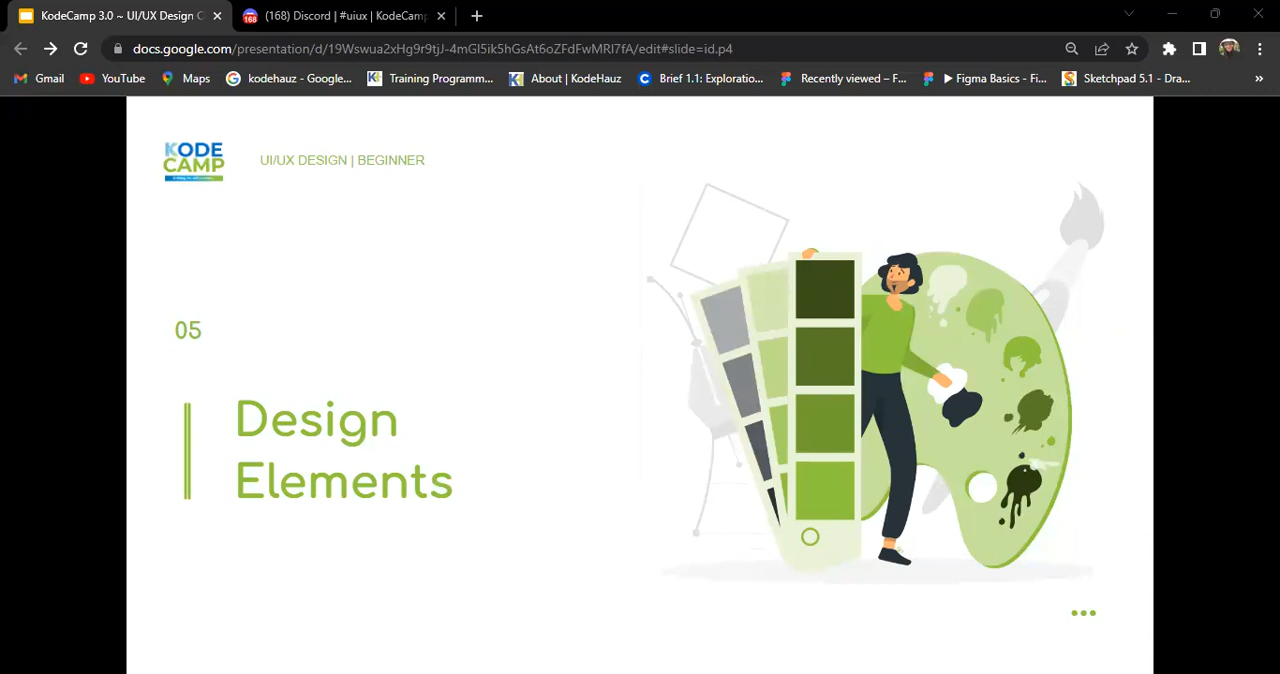 KodeCamp 3.0 ~ UI/UX Design C
(168) Discord | #uiux | KodeCamp
docs.google.com/presentation/d/19Wswua2xHg9r9tjJ-4mGl5ik5hGsAt6oZFdFwMRl7fA/edit#slide=id.p4
Gmail
YouTube
Maps
kodehauz - Google...
Training Programm...
About | KodeHauz
Brief 1.1: Exploratio...
Recently viewed – F...
▶ Figma Basics - Fi...
Sketchpad 5.1 - Dra...
»
KODE
CAMP
UI/UX DESIGN | BEGINNER
05
Design
Elements